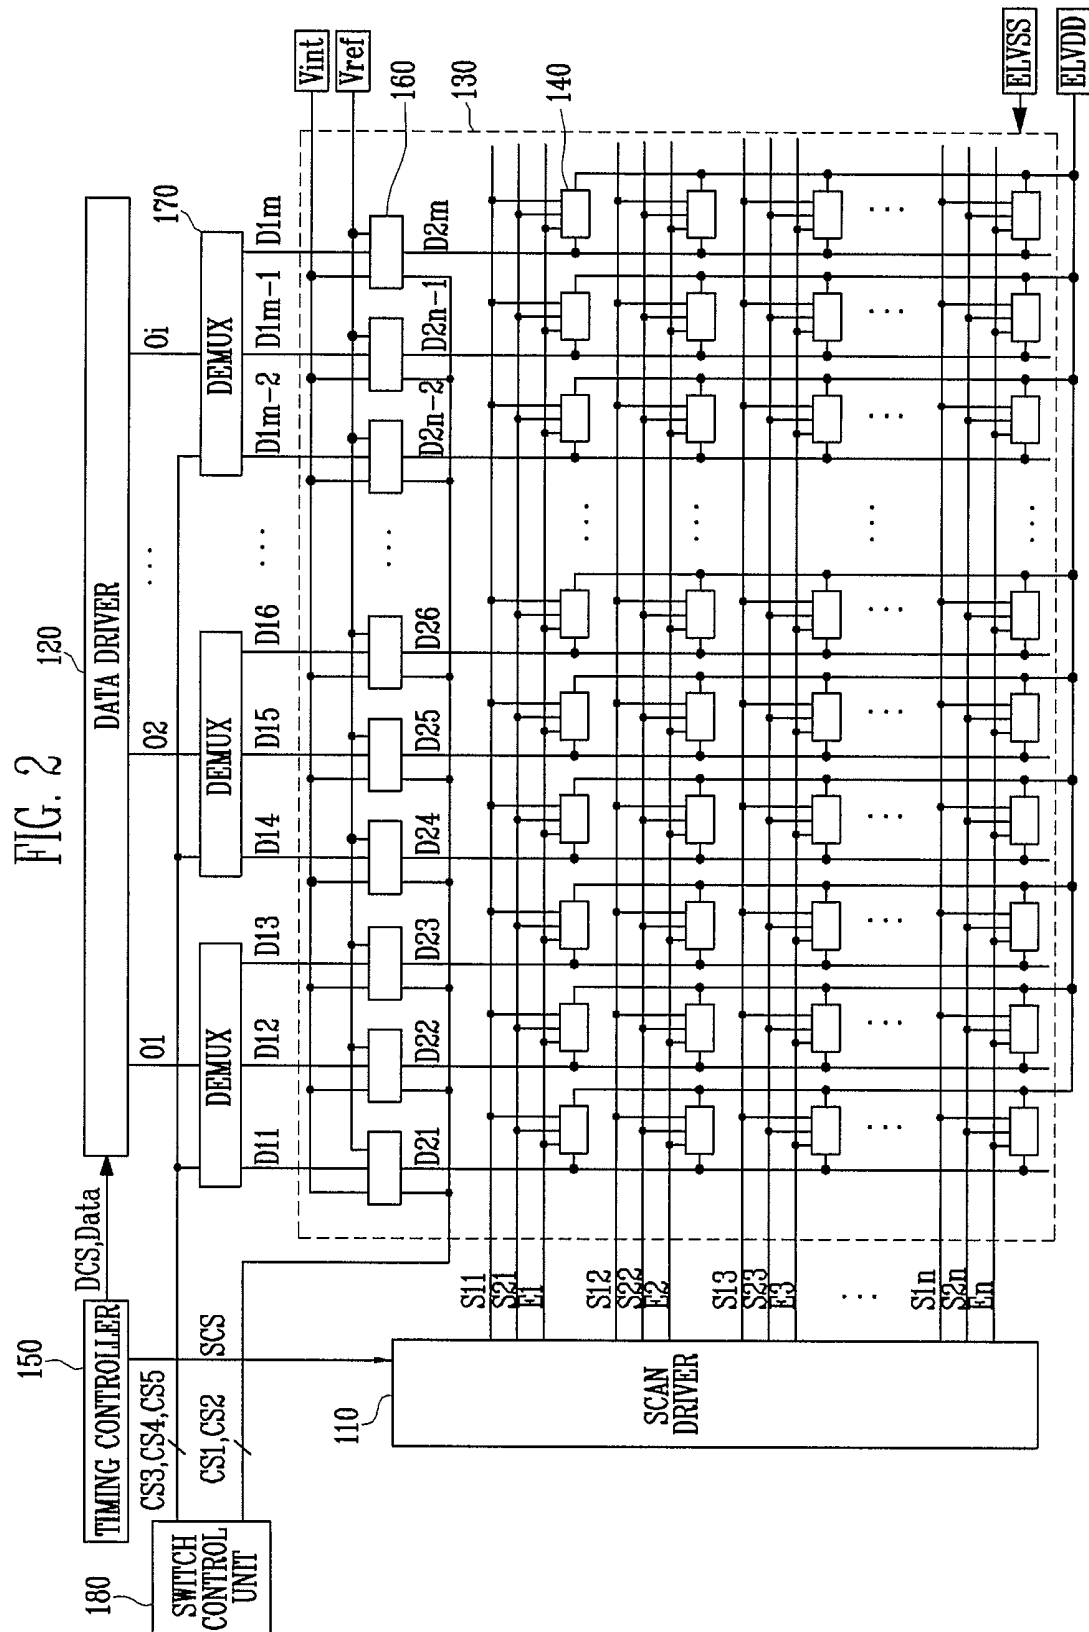 FIG. 2
120
DATA DRIVER
150
TIMING CONTROLLER
DCS,Data
O1
O2
...
Oi
170
180
SWITCH
CONTROL
UNIT
CS3,CS4,CS5
SCS
CS1,CS2
DEMUX
DEMUX
DEMUX
D11
D12
D13
D14
D15
D16
...
D1m-2
D1m-1
D1m
Vint
Vref
160
130
140
...
D21
D22
D23
D24
D25
D26
D2n-2
D2n-1
D2m
110
SCAN
DRIVER
S11
S21
E1
...
...
S12
S22
E2
...
...
S13
S23
E3
...
...
...
... ... ... ... ... ... ... ... ...
S1n
S2n
En
...
ELVSS
ELVDD